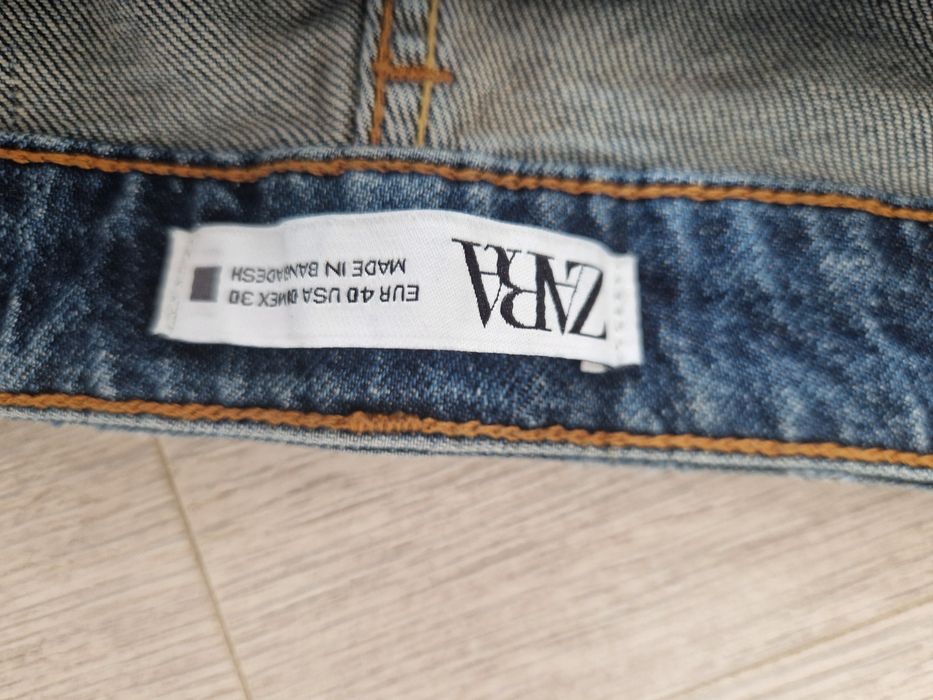 ZARA
EUR 40 USA MEX 30
MADE IN BANGLADESH